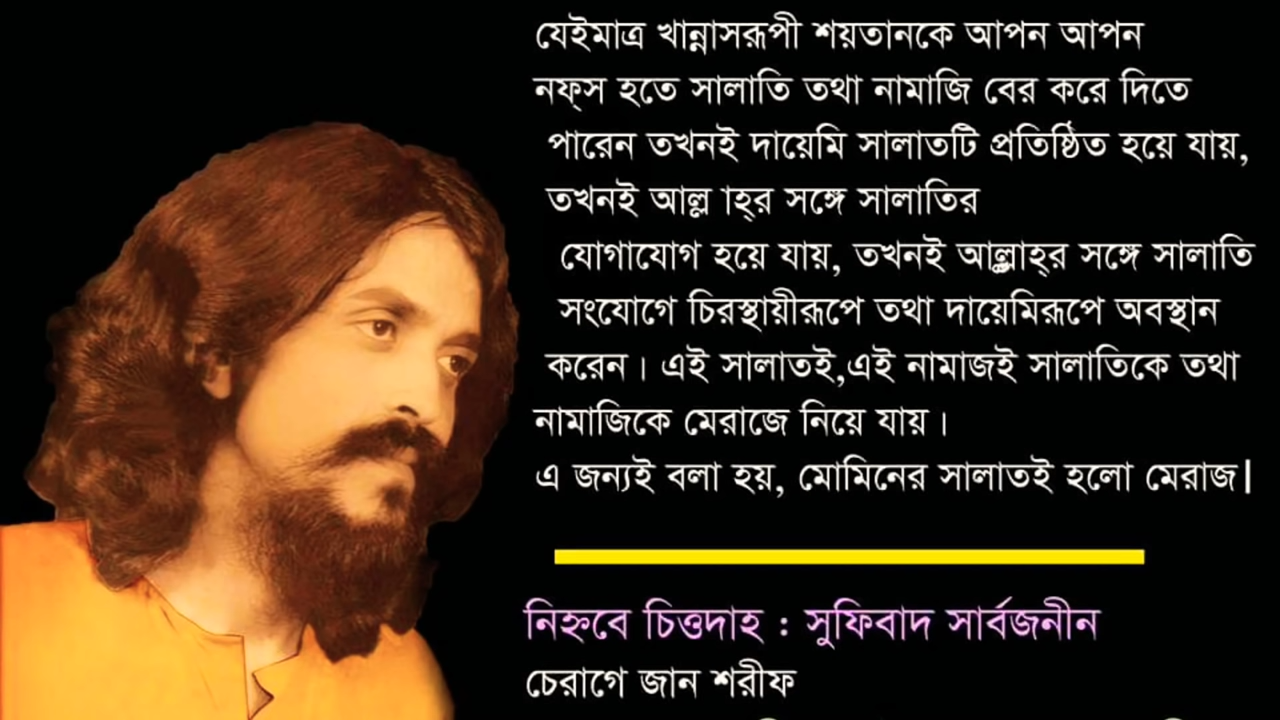 যেইমাত্র খান্নাসরূপী শয়তানকে আপন আপন
নফ্স হতে সালাতি তথা নামাজি বের করে দিতে
পারেন তখনই দায়েমি সালাতটি প্রতিষ্ঠিত হয়ে যায়,
তখনই আল্ল াহ্‌র সঙ্গে সালাতির
যোগাযোগ হয়ে যায়, তখনই আল্লাহ্‌র সঙ্গে সালাতি
সংযোগে চিরস্থায়ীরূপে তথা দায়েমিরূপে অবস্থান
করেন। এই সালাতই,এই নামাজই সালাতিকে তথা
নামাজিকে মেরাজে নিয়ে যায়।
এ জন্যই বলা হয়, মোমিনের সালাতই হলো মেরাজ|
নিহ্নবে চিত্তদাহ : সুফিবাদ সার্বজনীন
চেরাগে জান শরীফ